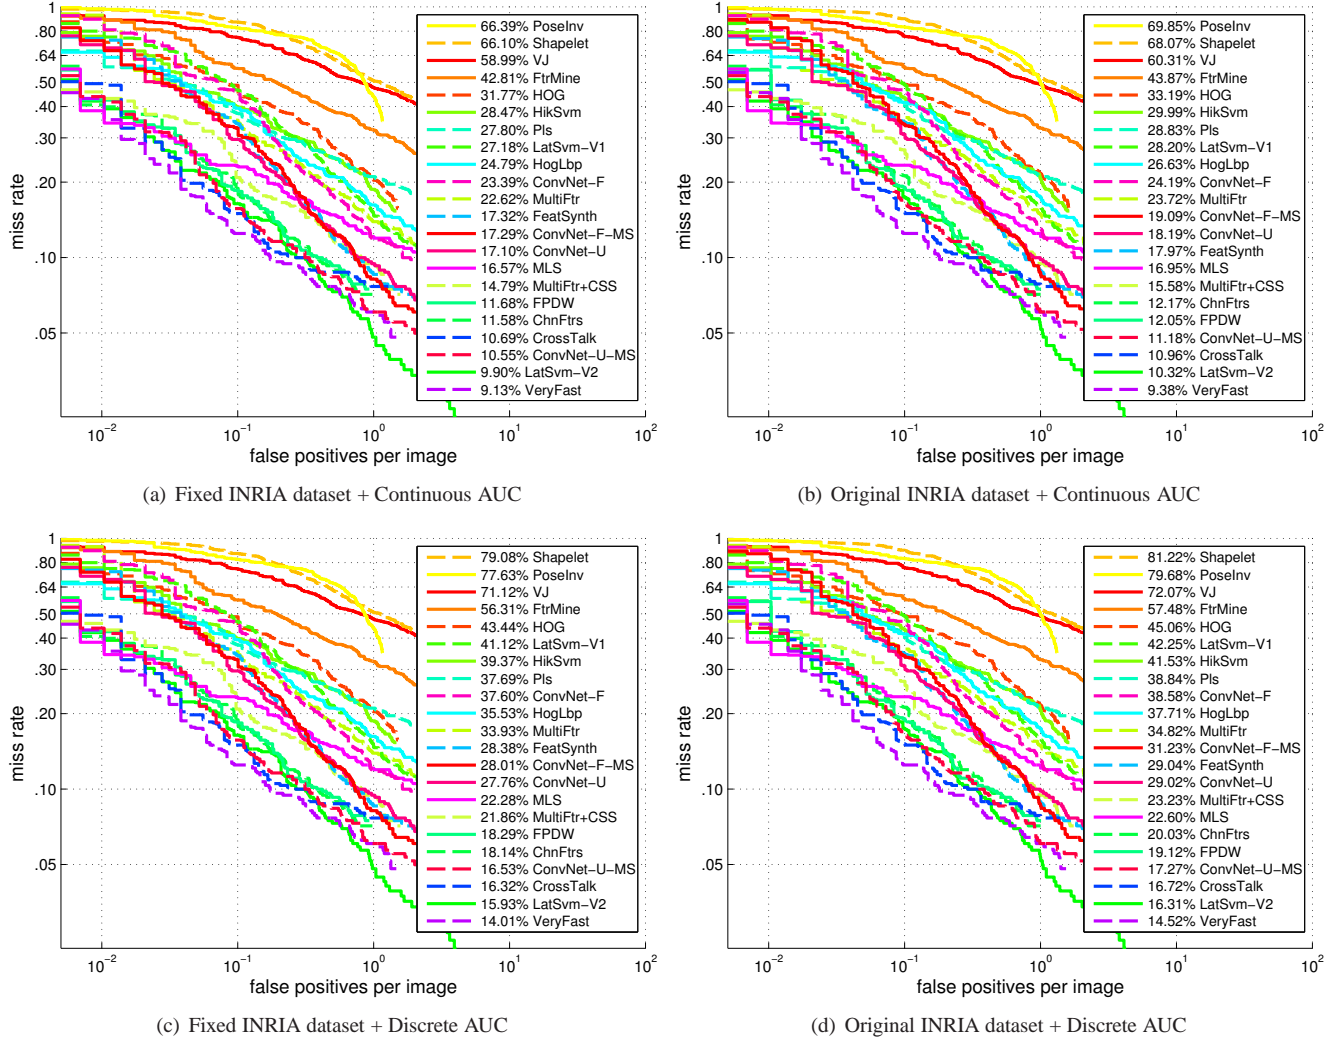 1
.80
.64
.50
.40
.30
.20
.10
.05
miss rate
66.39% PoseInv
66.10% Shapelet
58.99% VJ
42.81% FtrMine
31.77% HOG
28.47% HikSvm
27.80% Pls
27.18% LatSvm-V1
24.79% HogLbp
23.39% ConvNet-F
22.62% MultiFtr
17.32% FeatSynth
17.29% ConvNet-F-MS
17.10% ConvNet-U
16.57% MLS
14.79% MultiFtr+CSS
11.68% FPDW
11.58% ChnFtrs
10.69% CrossTalk
10.55% ConvNet-U-MS
9.90% LatSvm-V2
9.13% VeryFast
10^-2 10^-1 10^0 10^1 10^2
false positives per image
(a) Fixed INRIA dataset + Continuous AUC
1
.80
.64
.50
.40
.30
.20
.10
.05
miss rate
69.85% PoseInv
68.07% Shapelet
60.31% VJ
43.87% FtrMine
33.19% HOG
29.99% HikSvm
28.83% Pls
28.20% LatSvm-V1
26.63% HogLbp
24.19% ConvNet-F
23.72% MultiFtr
19.09% ConvNet-F-MS
18.19% ConvNet-U
17.97% FeatSynth
16.95% MLS
15.58% MultiFtr+CSS
12.17% ChnFtrs
12.05% FPDW
11.18% ConvNet-U-MS
10.96% CrossTalk
10.32% LatSvm-V2
9.38% VeryFast
10^-2 10^-1 10^0 10^1 10^2
false positives per image
(b) Original INRIA dataset + Continuous AUC
1
.80
.64
.50
.40
.30
.20
.10
.05
miss rate
79.08% Shapelet
77.63% PoseInv
71.12% VJ
56.31% FtrMine
43.44% HOG
41.12% LatSvm-V1
39.37% HikSvm
37.69% Pls
37.60% ConvNet-F
35.53% HogLbp
33.93% MultiFtr
28.38% FeatSynth
28.01% ConvNet-F-MS
27.76% ConvNet-U
22.28% MLS
21.86% MultiFtr+CSS
18.29% FPDW
18.14% ChnFtrs
16.53% ConvNet-U-MS
16.32% CrossTalk
15.93% LatSvm-V2
14.01% VeryFast
10^-2 10^-1 10^0 10^1 10^2
false positives per image
(c) Fixed INRIA dataset + Discrete AUC
1
.80
.64
.50
.40
.30
.20
.10
.05
miss rate
81.22% Shapelet
79.68% PoseInv
72.07% VJ
57.48% FtrMine
45.06% HOG
42.25% LatSvm-V1
41.53% HikSvm
38.84% Pls
38.58% ConvNet-F
37.71% HogLbp
34.82% MultiFtr
31.23% ConvNet-F-MS
29.04% FeatSynth
29.02% ConvNet-U
23.23% MultiFtr+CSS
22.60% MLS
20.03% ChnFtrs
19.12% FPDW
17.27% ConvNet-U-MS
16.72% CrossTalk
16.31% LatSvm-V2
14.52% VeryFast
10^-2 10^-1 10^0 10^1 10^2
false positives per image
(d) Original INRIA dataset + Discrete AUC